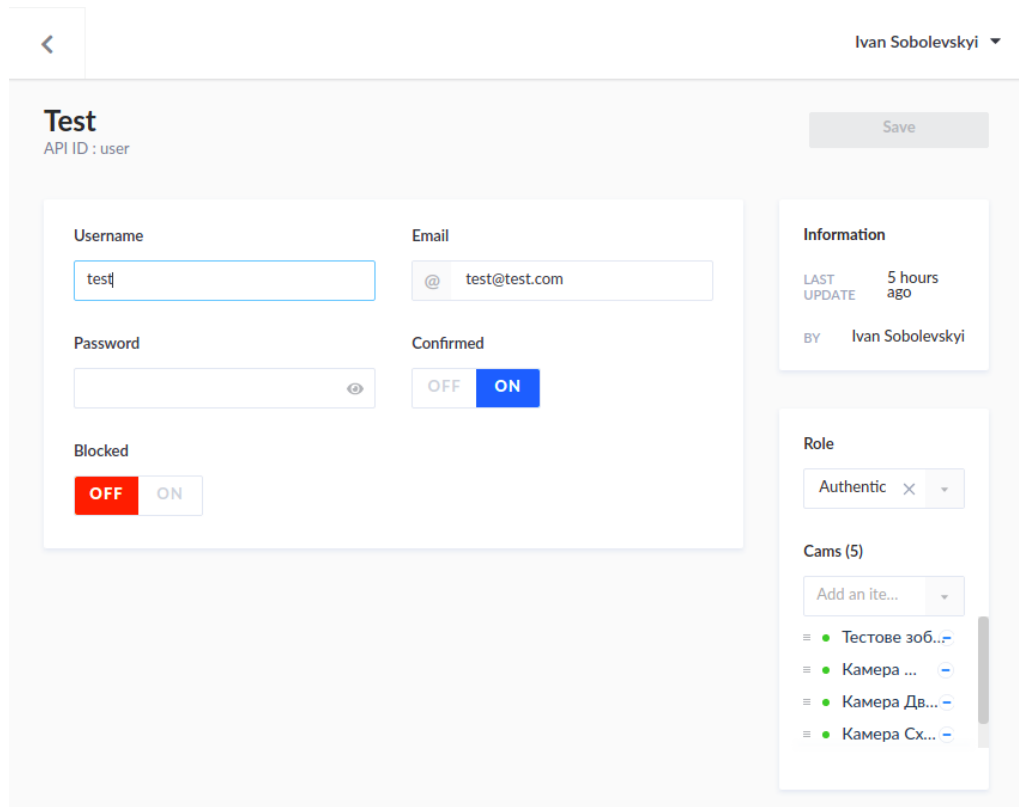 Ivan Sobolevskyi
Test
API ID : user
Save
Username
test
Email
@ test@test.com
Password
Confirmed
OFF ON
Blocked
OFF ON
Information
LAST UPDATE
5 hours ago
BY Ivan Sobolevskyi
Role
Authentic
Cams (5)
Add an ite...
Тестове зоб...
Камера ...
Камера Дв...
Камера Сх...